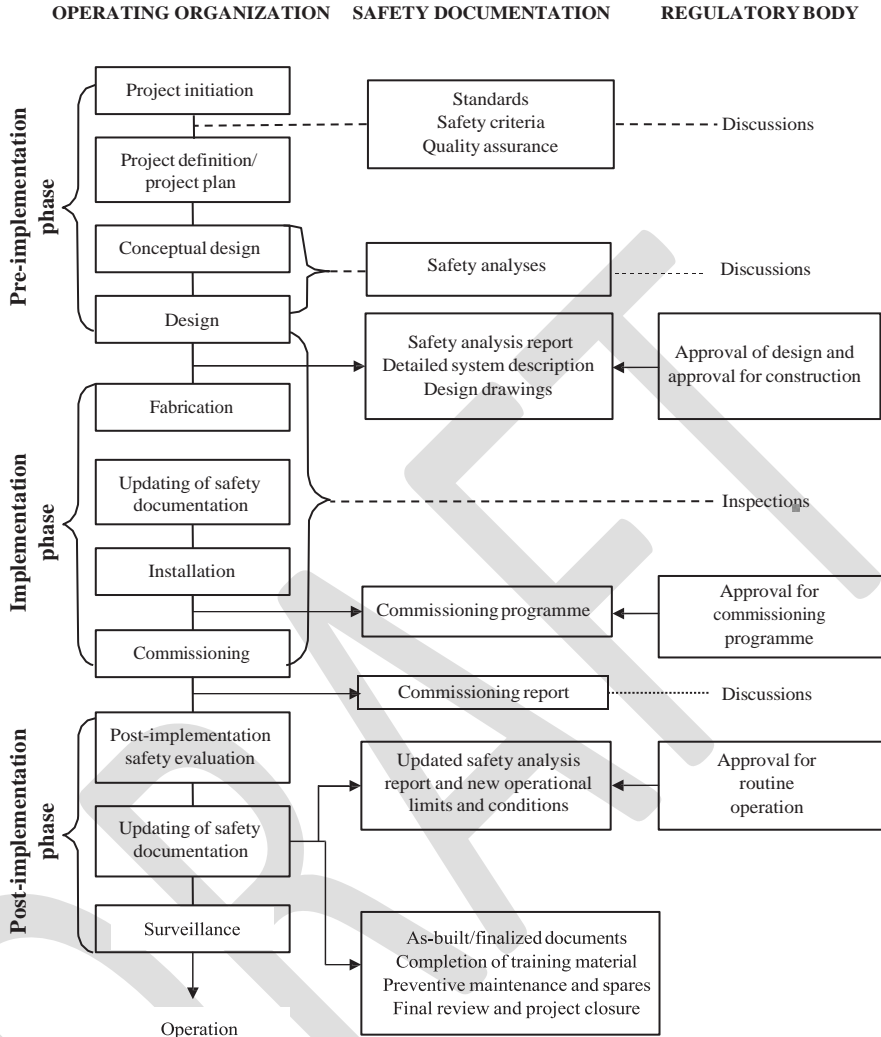 OPERATING ORGANIZATION SAFETY DOCUMENTATION REGULATORY BODY
Pre-implementation
phase
Project initiation
Standards
Safety criteria
Quality assurance
Discussions
Project definition/
project plan
Conceptual design
Safety analyses
Discussions
Design
Safety analysis report
Detailed system description
Design drawings
Approval of design and
approval for construction
Implementation
phase
Fabrication
Updating of safety
documentation
Inspections
Installation
Commissioning programme
Approval for
commissioning
programme
Commissioning
Commissioning report
Discussions
Post-implementation
phase
Post-implementation
safety evaluation
Updated safety analysis
report and new operational
limits and conditions
Approval for
routine
operation
Updating of safety
documentation
Surveillance
As-built/finalized documents
Completion of training material
Preventive maintenance and spares
Final review and project closure
Operation
DRAFT